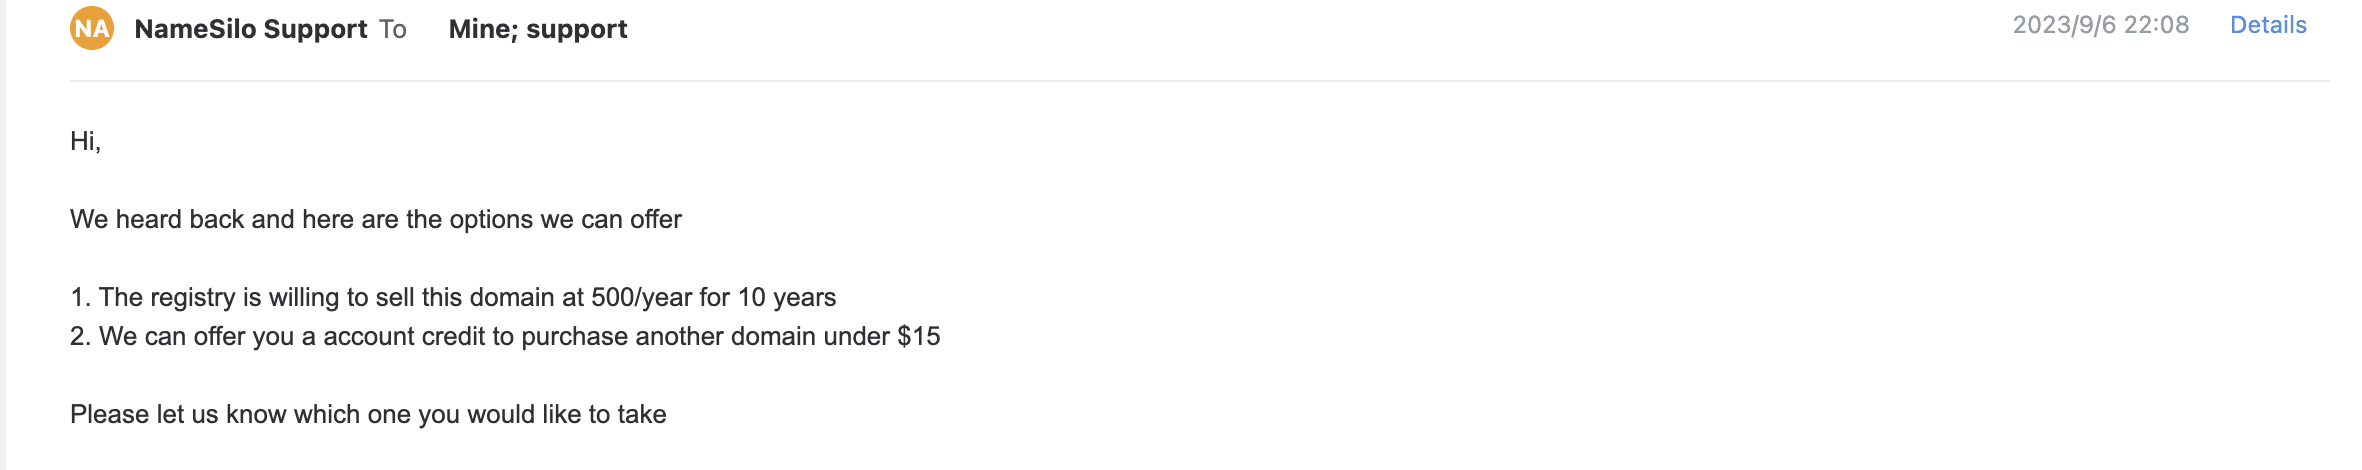 NA NameSilo Support To Mine; support 2023/9/6 22:08 Details
Hi,
We heard back and here are the options we can offer
1. The registry is willing to sell this domain at 500/year for 10 years
2. We can offer you a account credit to purchase another domain under $15
Please let us know which one you would like to take